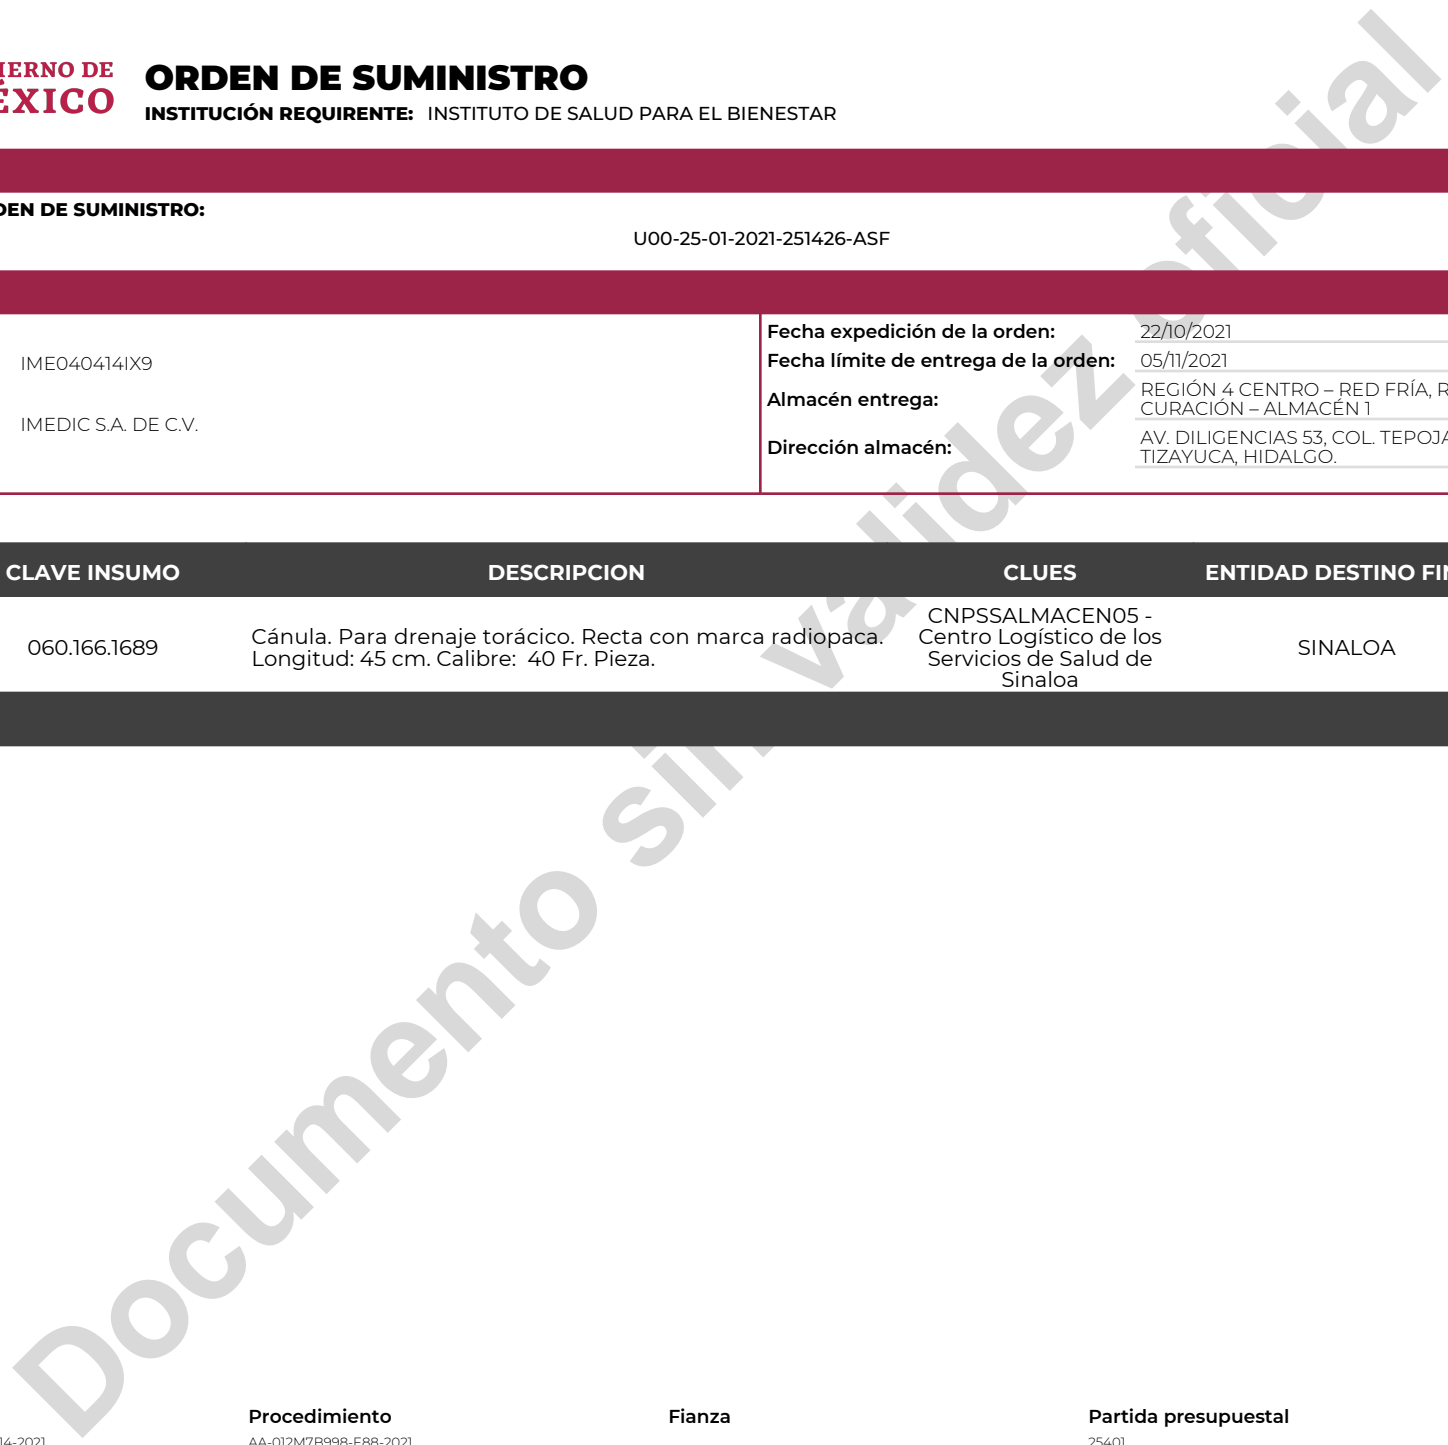 ORDEN DE SUMINISTRO
INSTITUCIÓN REQUIRENTE: INSTITUTO DE SALUD PARA EL BIENESTAR
DE
XICO
DE SUMINISTRO:
U00-25-01-2021-251426-ASF
IME040414IX9
IMEDIC S.A. DE C.V.
Fecha expedición de la orden: 22/10/2021
Fecha límite de entrega de la orden: 05/11/2021
Almacén entrega: REGIÓN 4 CENTRO – RED FRÍA, R
CURACIÓN – ALMACÉN 1
Dirección almacén: AV. DILIGENCIAS 53, COL. TEPOJA
TIZAYUCA, HIDALGO.
CLAVE INSUMO DESCRIPCION CLUES ENTIDAD DESTINO FIN
060.166.1689
Cánula. Para drenaje torácico. Recta con marca radiopaca.
Longitud: 45 cm. Calibre: 40 Fr. Pieza.
CNPSSALMACEN05 -
Centro Logístico de los
Servicios de Salud de
Sinaloa
SINALOA
Documento sin validez oficial
Procedimiento Fianza Partida presupuestal
14-2021 AA-012M7B998-E88-2021 25401